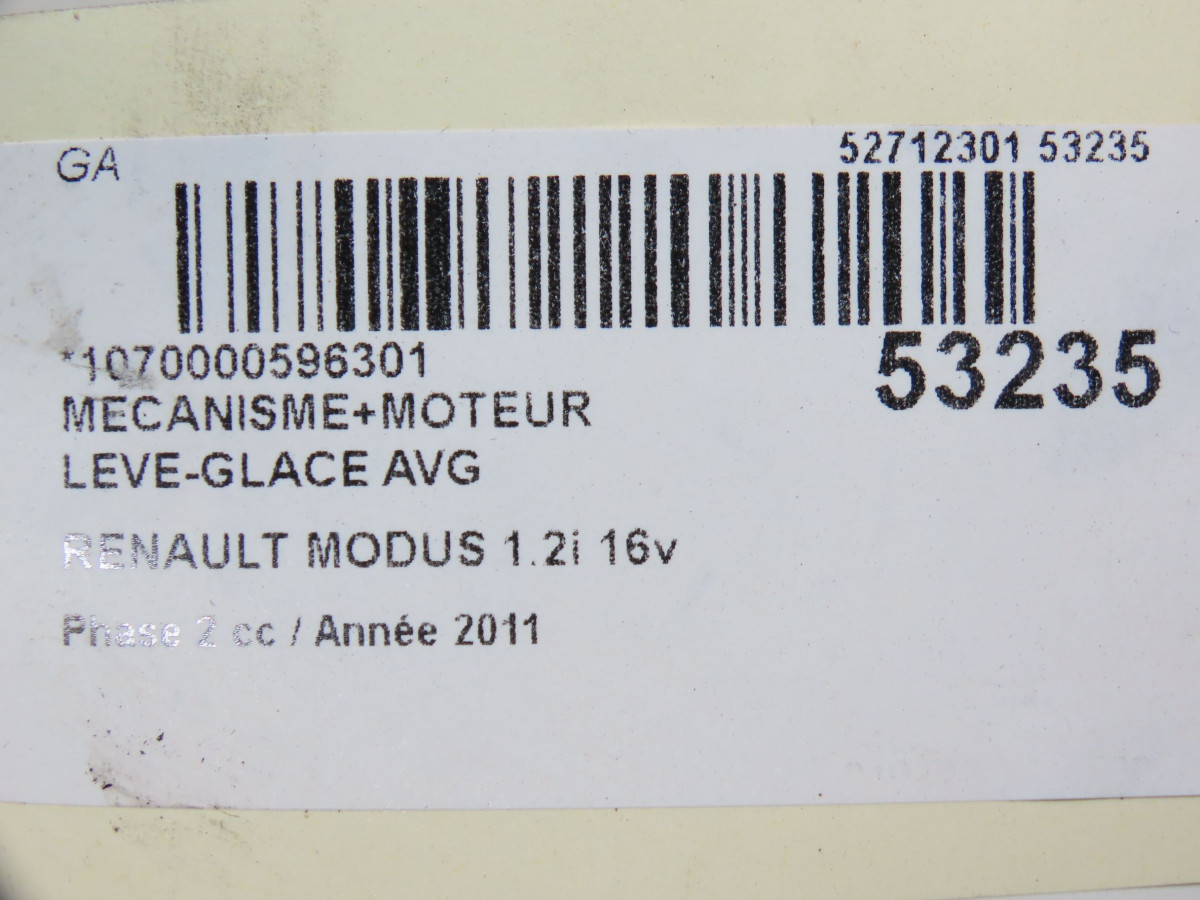 GA
52712301 53235
*1070000596301
53235
MECANISME+MOTEUR
LEVE-GLACE AVG
RENAULT MODUS 1.2i 16v
Phase 2 cc / Année 2011